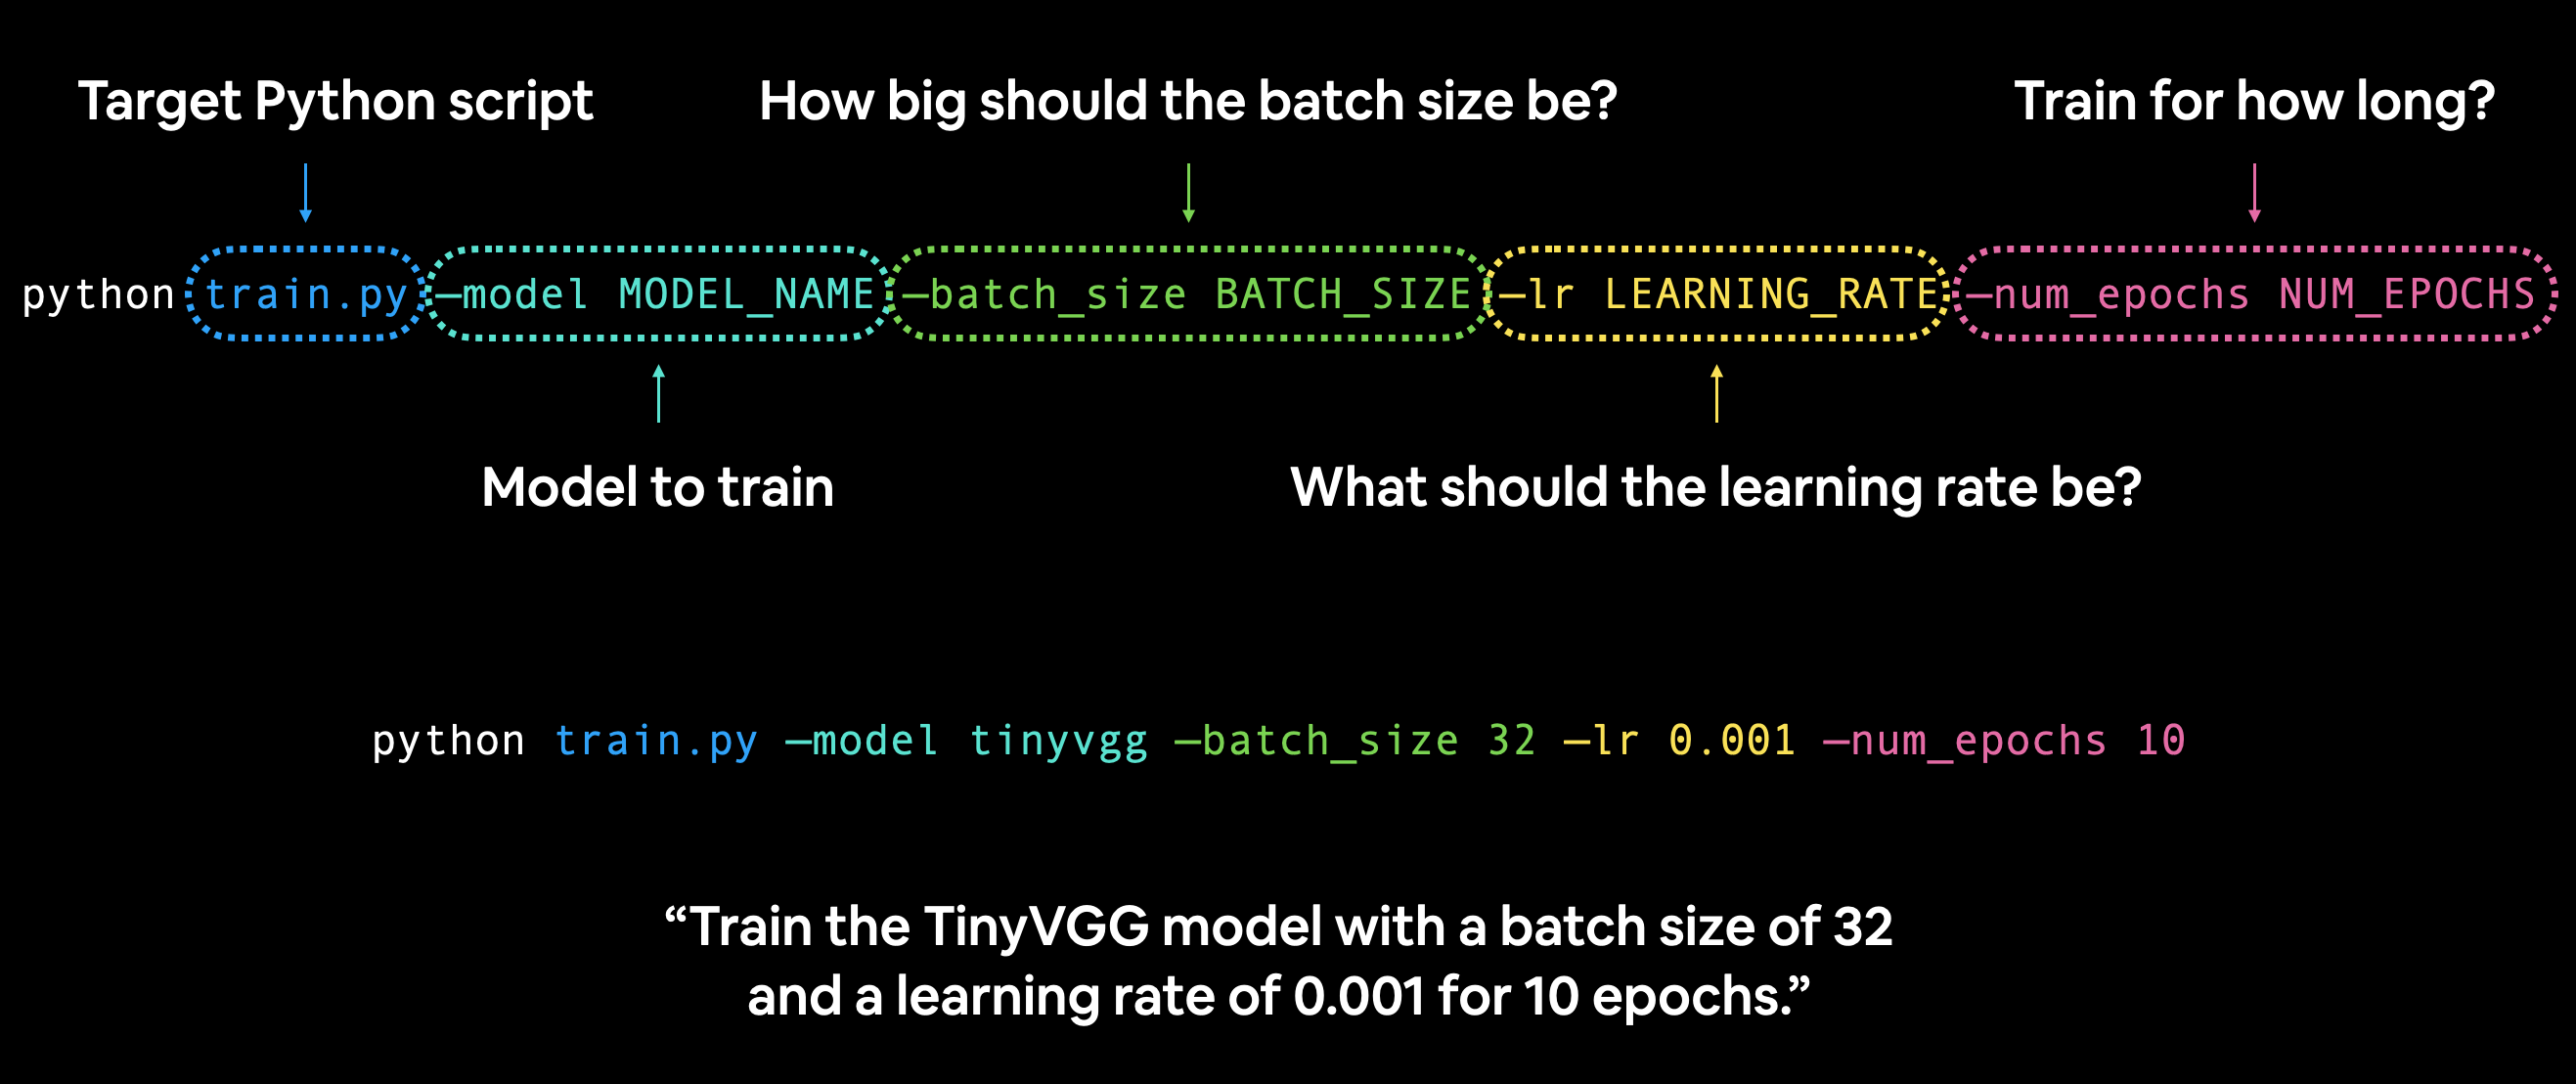 Target Python script
How big should the batch size be?
Train for how long?
python train.py —model MODEL_NAME —batch_size BATCH_SIZE —lr LEARNING_RATE —num_epochs NUM_EPOCHS
Model to train
What should the learning rate be?
python train.py —model tinyvgg —batch_size 32 —lr 0.001 —num_epochs 10
“Train the TinyVGG model with a batch size of 32
and a learning rate of 0.001 for 10 epochs.”